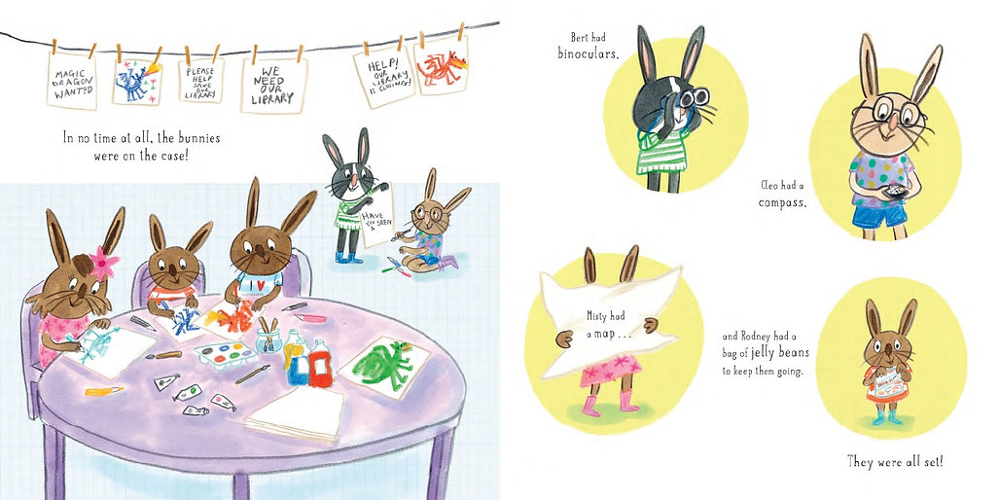 MAGIC
DRAGON
WANTED
PLEASE
HELP
SAVE
OUR
LIBRARY
WE
NEED
OUR
LIBRARY
HELP!
OUR
LIBRARY
IS CLOSING!
In no time at all, the bunnies
were on the case!
HAVE
YOU SEEN
A
I ♥
Bert had
binoculars,
Cleo had a
compass,
Misty had
a map . . .
and Rodney had a
bag of jelly beans
to keep them going.
They were all set!